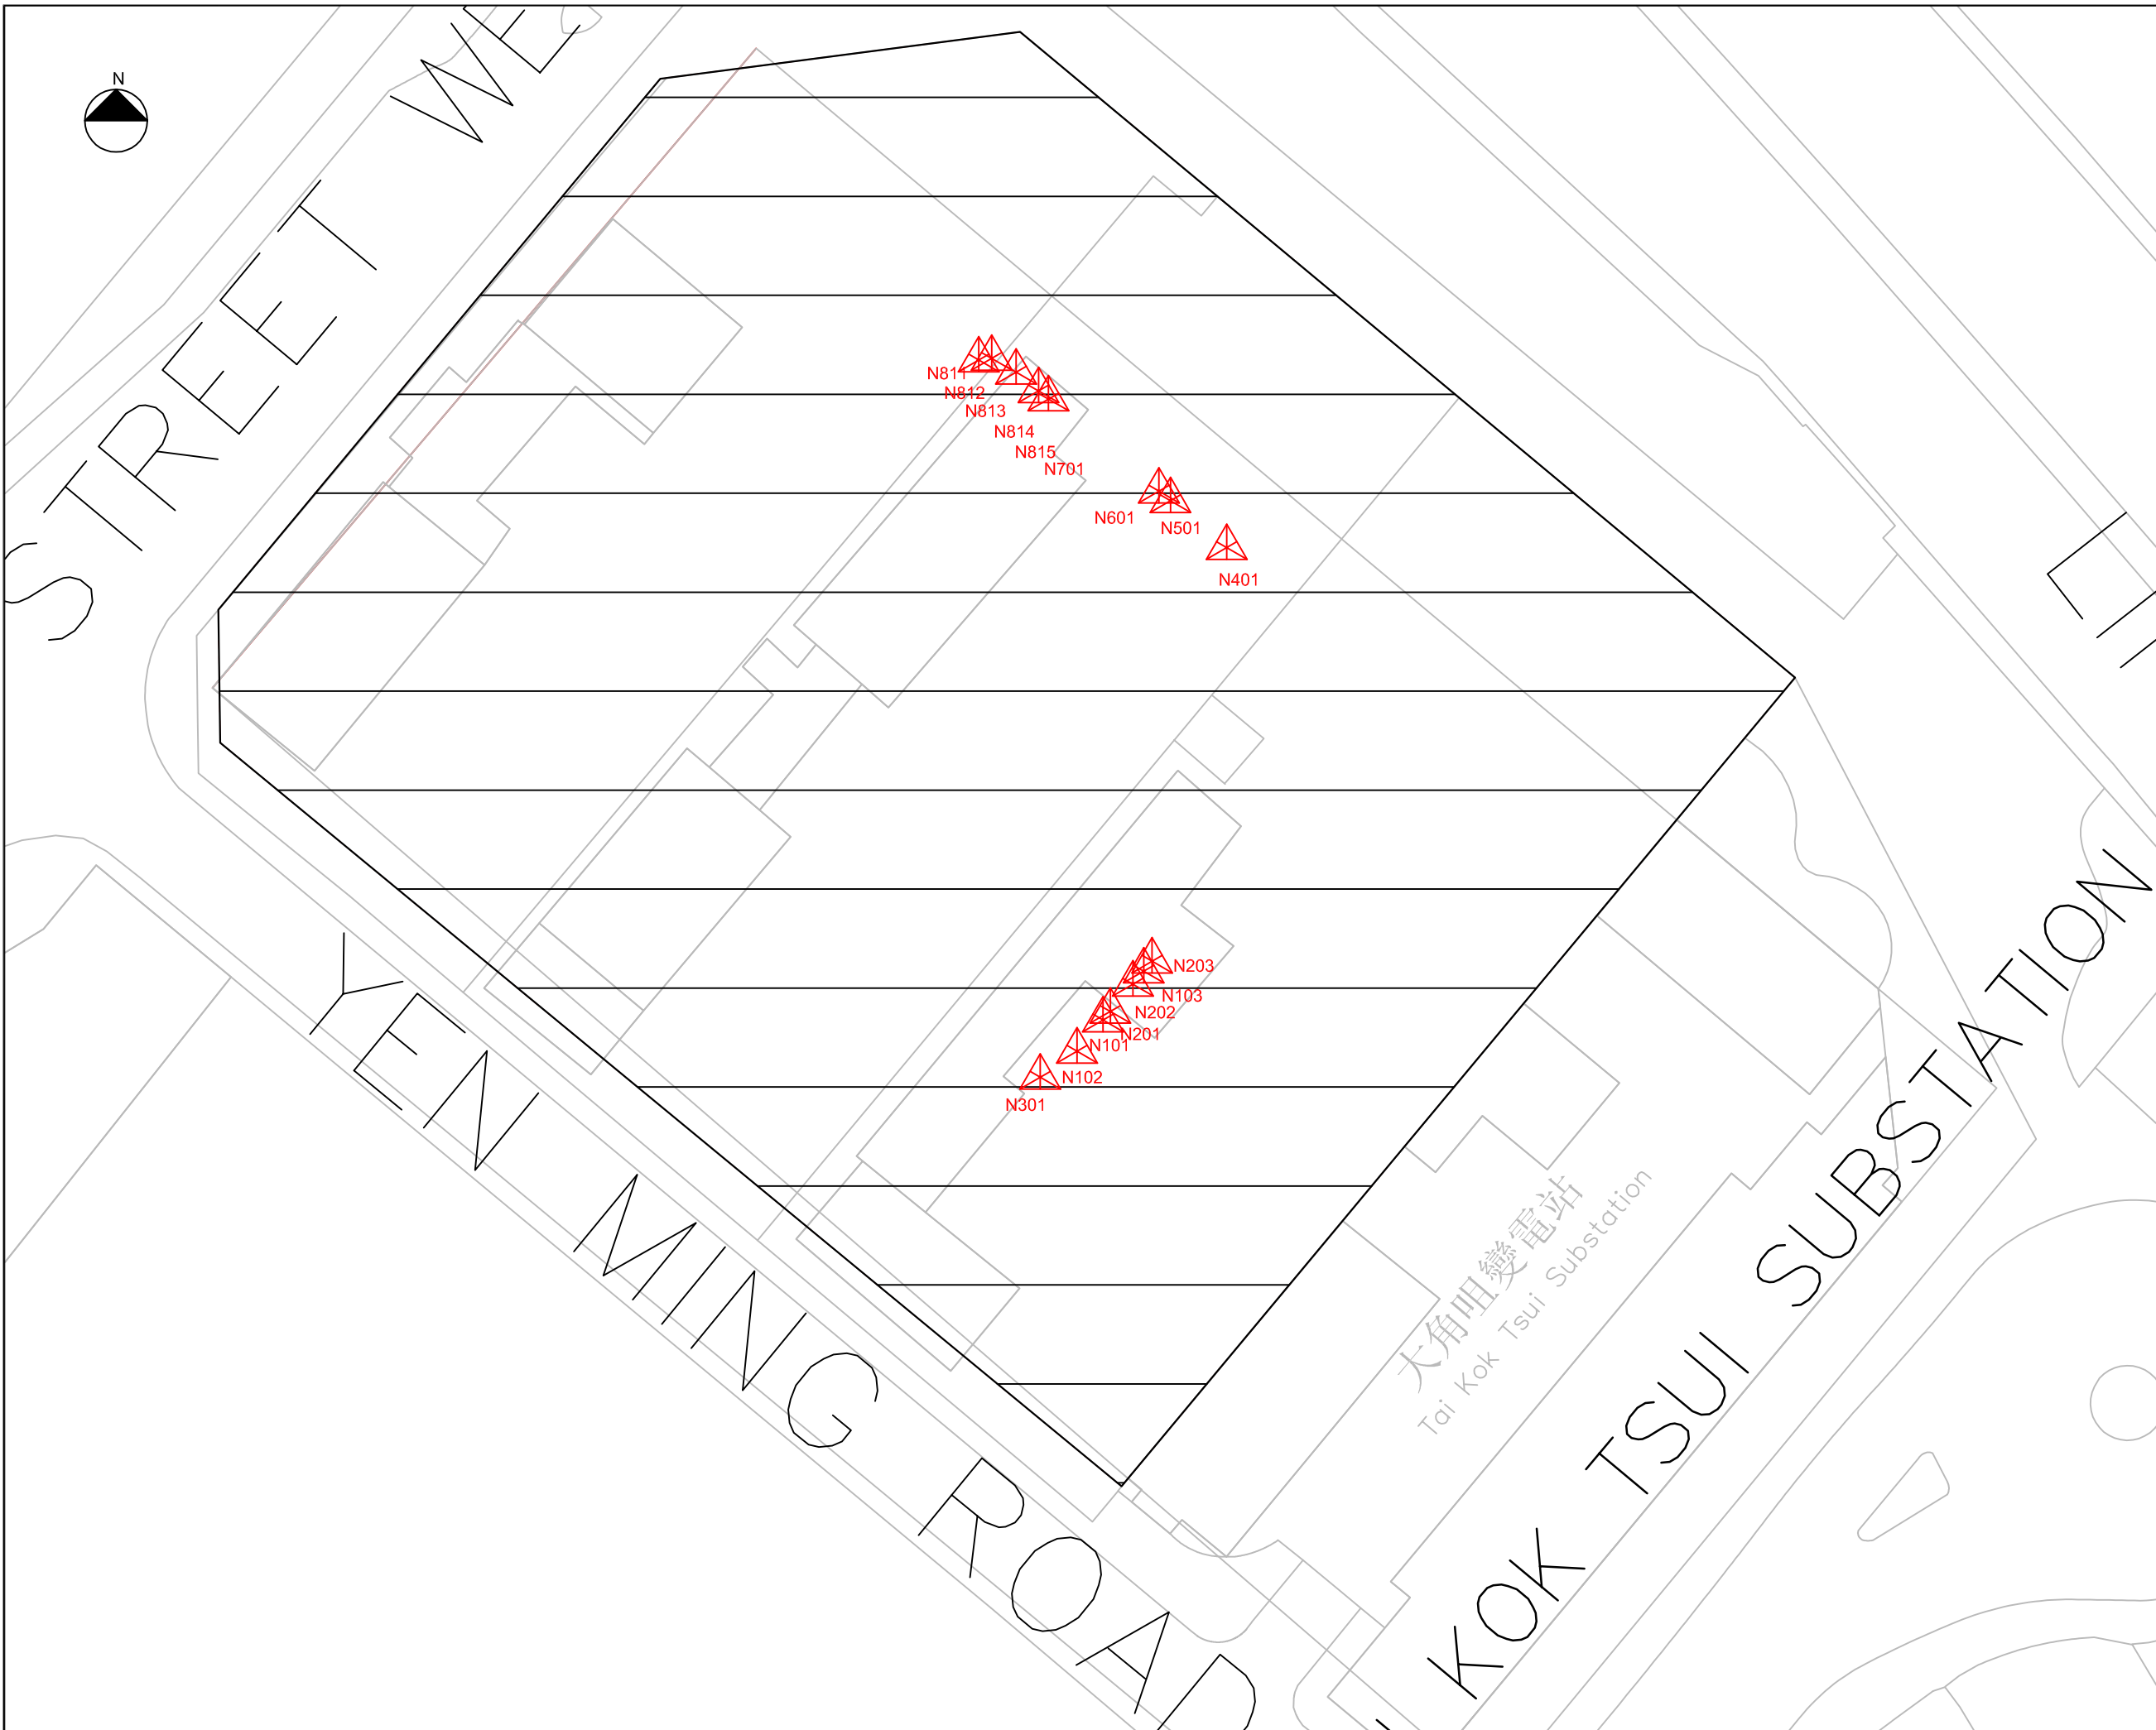 N
STREET WE
N811
N812
N813
N814
N815
N701
N601
N501
N401
N203
N103
N202
N201
N101
N102
N301
YEN MING ROAD
大角咀變電站
Tai Kok Tsui Substation
KOK TSUI SUBSTATION